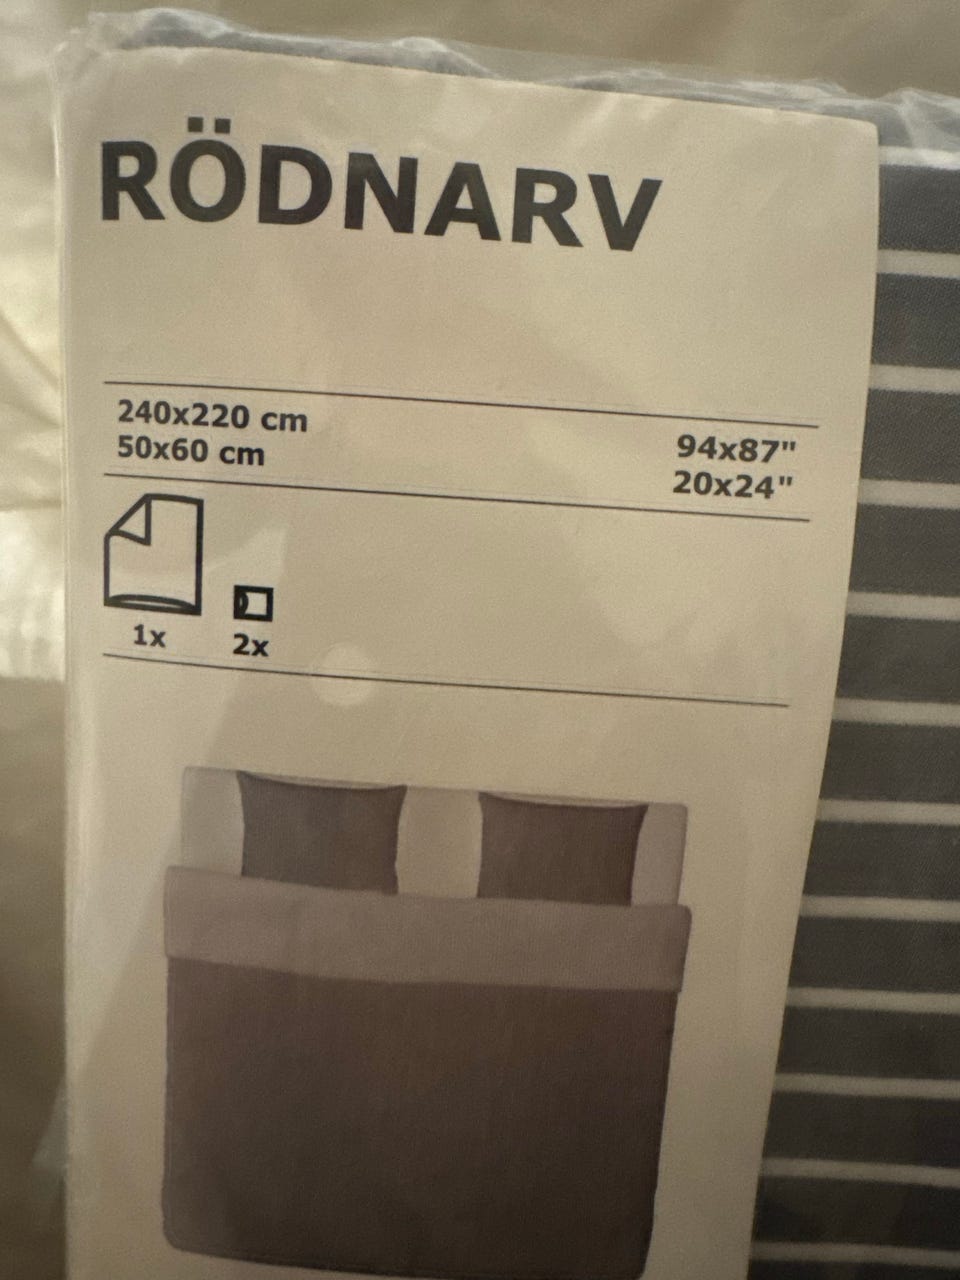 RÖDNARV
240x220 cm
50x60 cm
94x87"
20x24"
1x
2x